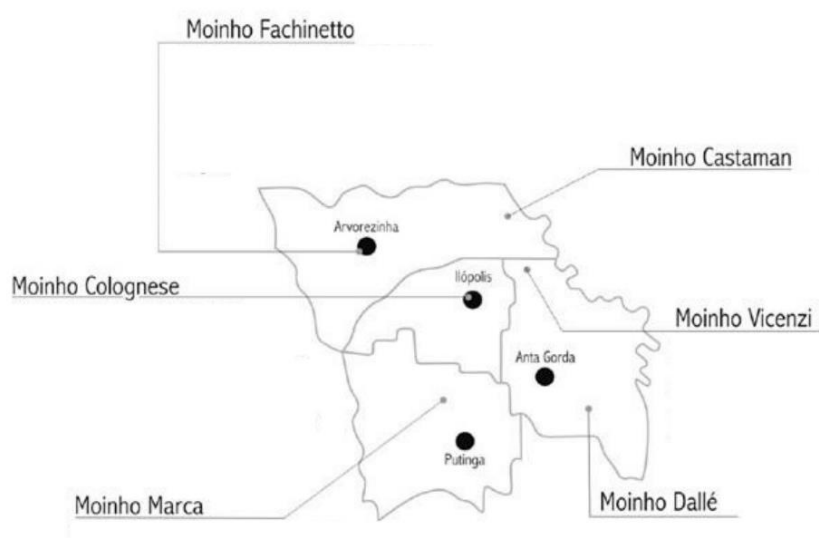 Moinho Fachinetto
Moinho Castaman
Arvorezinha
Ilópolis
Moinho Colognese
Moinho Vicenzi
Anta Gorda
Putinga
Moinho Marca
Moinho Dallé